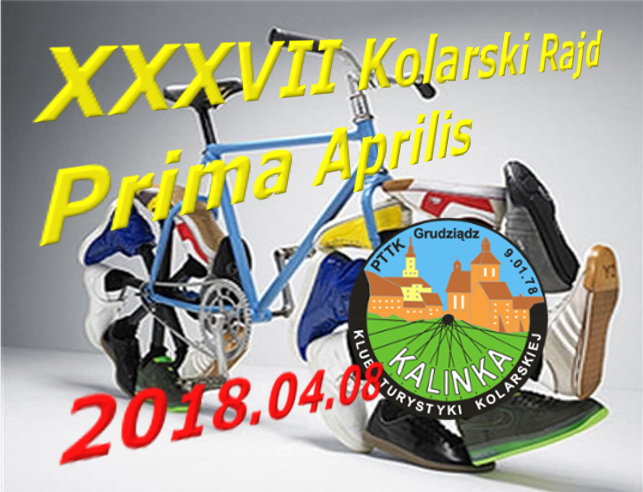 XXXVII Kolarski Rajd
Prima Aprilis
PTTK Grudziądz 9.01.78
KALINKA
KLUB TURYSTYKI KOLARSKIEJ
2018.04.08